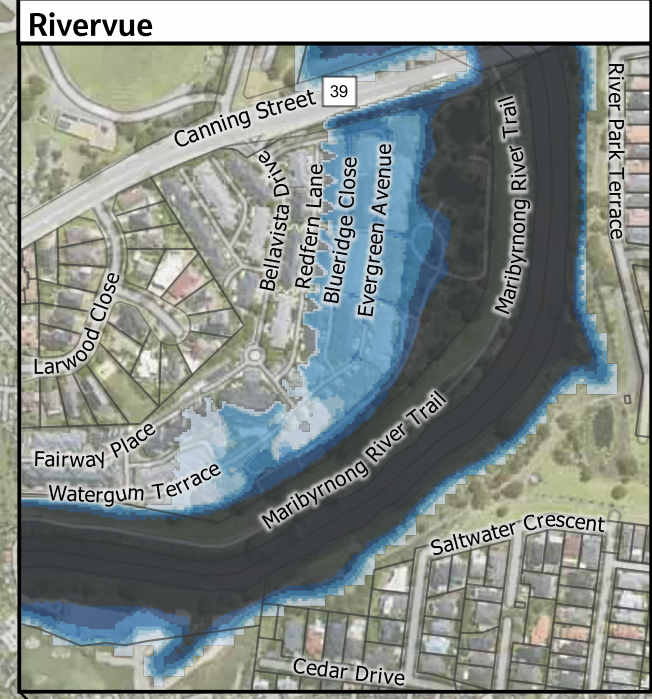 Rivervue
39
Canning Street
River Park Terrace
Maribyrnong River Trail
Bellavista Drive
Redfern Lane
Blueridge Close
Evergreen Avenue
Larwood Close
Fairway Place
Watergum Terrace
Maribyrnong River Trail
Saltwater Crescent
Cedar Drive